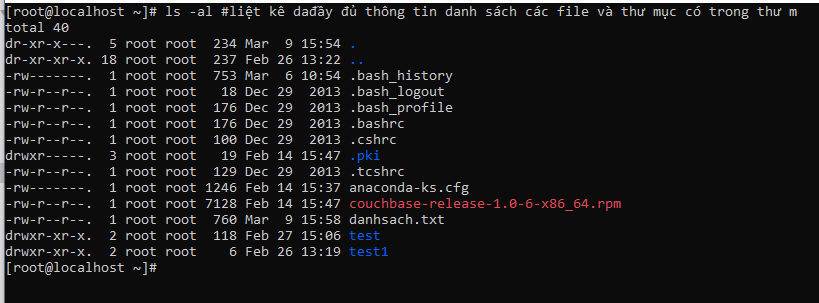 [root@localhost ~]# ls -al #liệt kê dađầy đủ thông tin danh sách các file và thư mục có trong thư m
total 40
dr-xr-x---.  5 root root  234 Mar  9 15:54 .
dr-xr-xr-x. 18 root root  237 Feb 26 13:22 ..
-rw-------.  1 root root  753 Mar  6 10:54 .bash_history
-rw-r--r--.  1 root root   18 Dec 29  2013 .bash_logout
-rw-r--r--.  1 root root  176 Dec 29  2013 .bash_profile
-rw-r--r--.  1 root root  176 Dec 29  2013 .bashrc
-rw-r--r--.  1 root root  100 Dec 29  2013 .cshrc
drwxr-----.  3 root root   19 Feb 14 15:47 .pki
-rw-r--r--.  1 root root  129 Dec 29  2013 .tcshrc
-rw-------.  1 root root 1246 Feb 14 15:37 anaconda-ks.cfg
-rw-r--r--.  1 root root 7128 Feb 14 15:47 couchbase-release-1.0-6-x86_64.rpm
-rw-r--r--.  1 root root  760 Mar  9 15:58 danhsach.txt
drwxr-xr-x.  2 root root  118 Feb 27 15:06 test
drwxr-xr-x.  2 root root    6 Feb 26 13:19 test1
[root@localhost ~]#